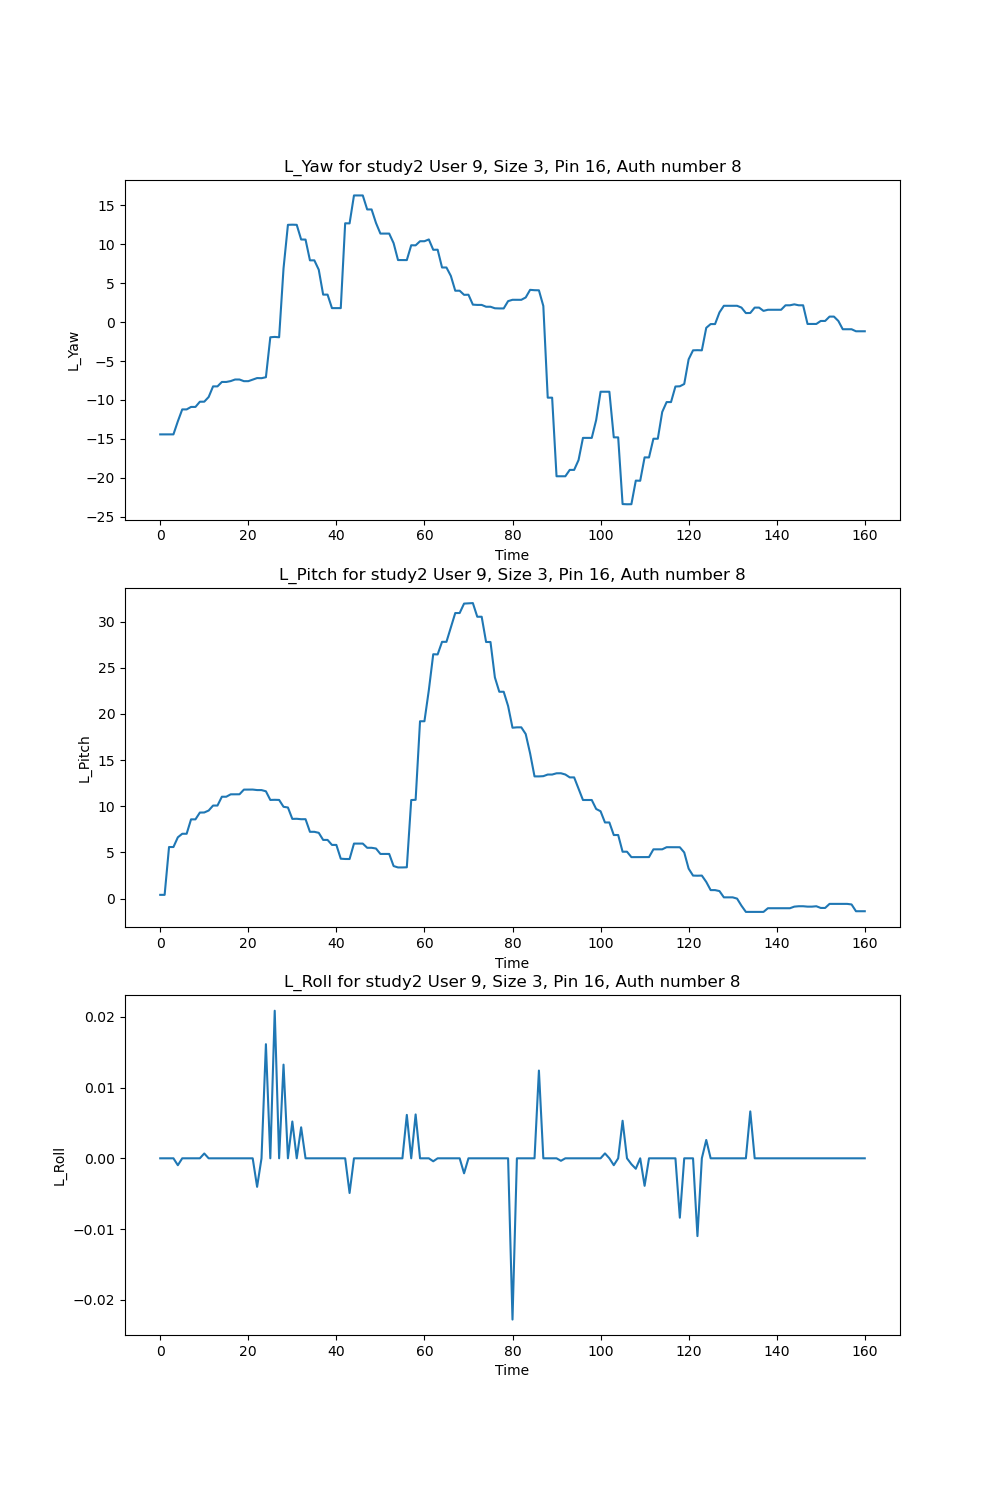 L_Yaw for study2 User 9, Size 3, Pin 16, Auth number 8
15
10
5
0
−5
−10
−15
−20
−25
L_Yaw
0 20 40 60 80 100 120 140 160
Time
L_Pitch for study2 User 9, Size 3, Pin 16, Auth number 8
30
25
20
15
10
5
0
L_Pitch
0 20 40 60 80 100 120 140 160
Time
L_Roll for study2 User 9, Size 3, Pin 16, Auth number 8
0.02
0.01
0.00
−0.01
−0.02
L_Roll
0 20 40 60 80 100 120 140 160
Time